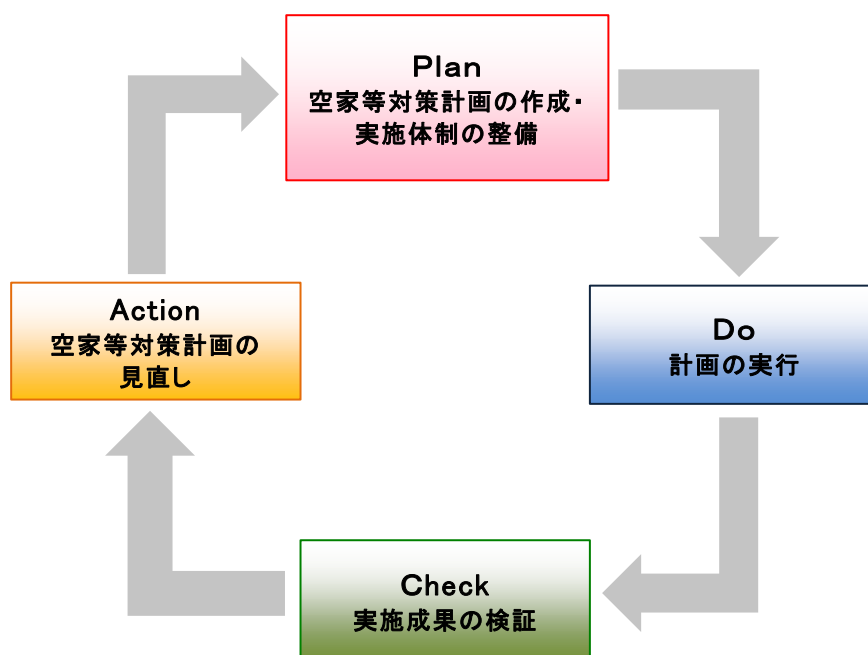 Plan
空家等対策計画の作成・
実施体制の整備
Do
計画の実行
Check
実施成果の検証
Action
空家等対策計画の
見直し